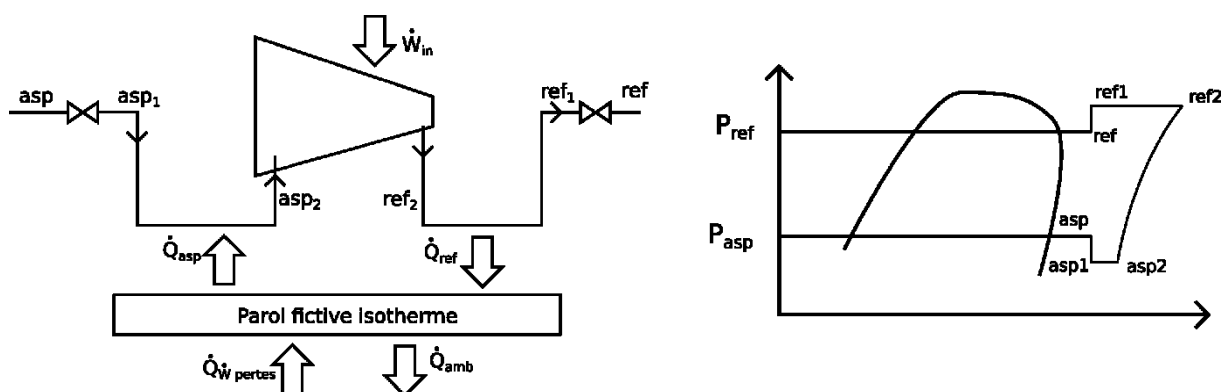 Ẇin
asp
asp1
ref1
ref
asp2
ref2
Q̇asp
Q̇ref
Parol fictive isotherme
Q̇Ẇ pertes
Q̇amb
ref1
ref2
Pref
ref
Pasp
asp
asp1
asp2